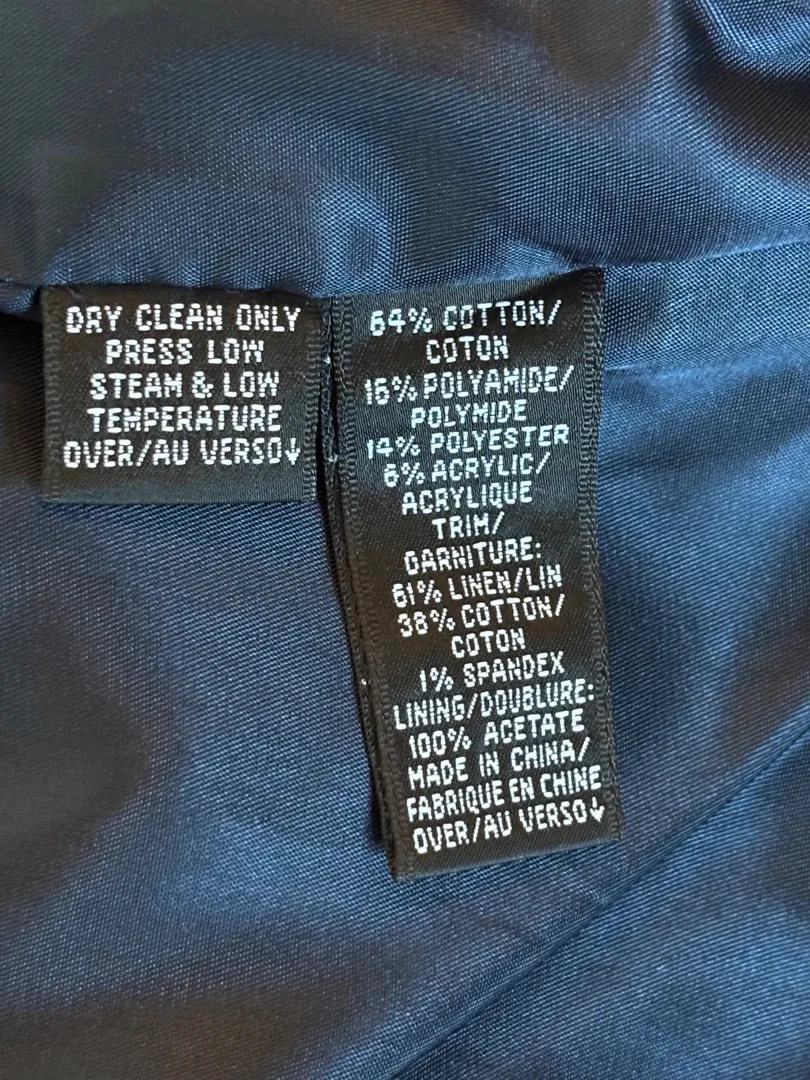 DRY CLEAN ONLY
PRESS LOW
STEAM & LOW
TEMPERATURE
OVER/AU VERSO↓
64% COTTON/
COTON
16% POLYAMIDE/
POLYMIDE
14% POLYESTER
6% ACRYLIC/
ACRYLIQUE
TRIM/
GARNITURE:
61% LINEN/LIN
38% COTTON/
COTON
1% SPANDEX
LINING/DOUBLURE:
100% ACETATE
MADE IN CHINA/
FABRIQUE EN CHINE
OVER/AU VERSO↓